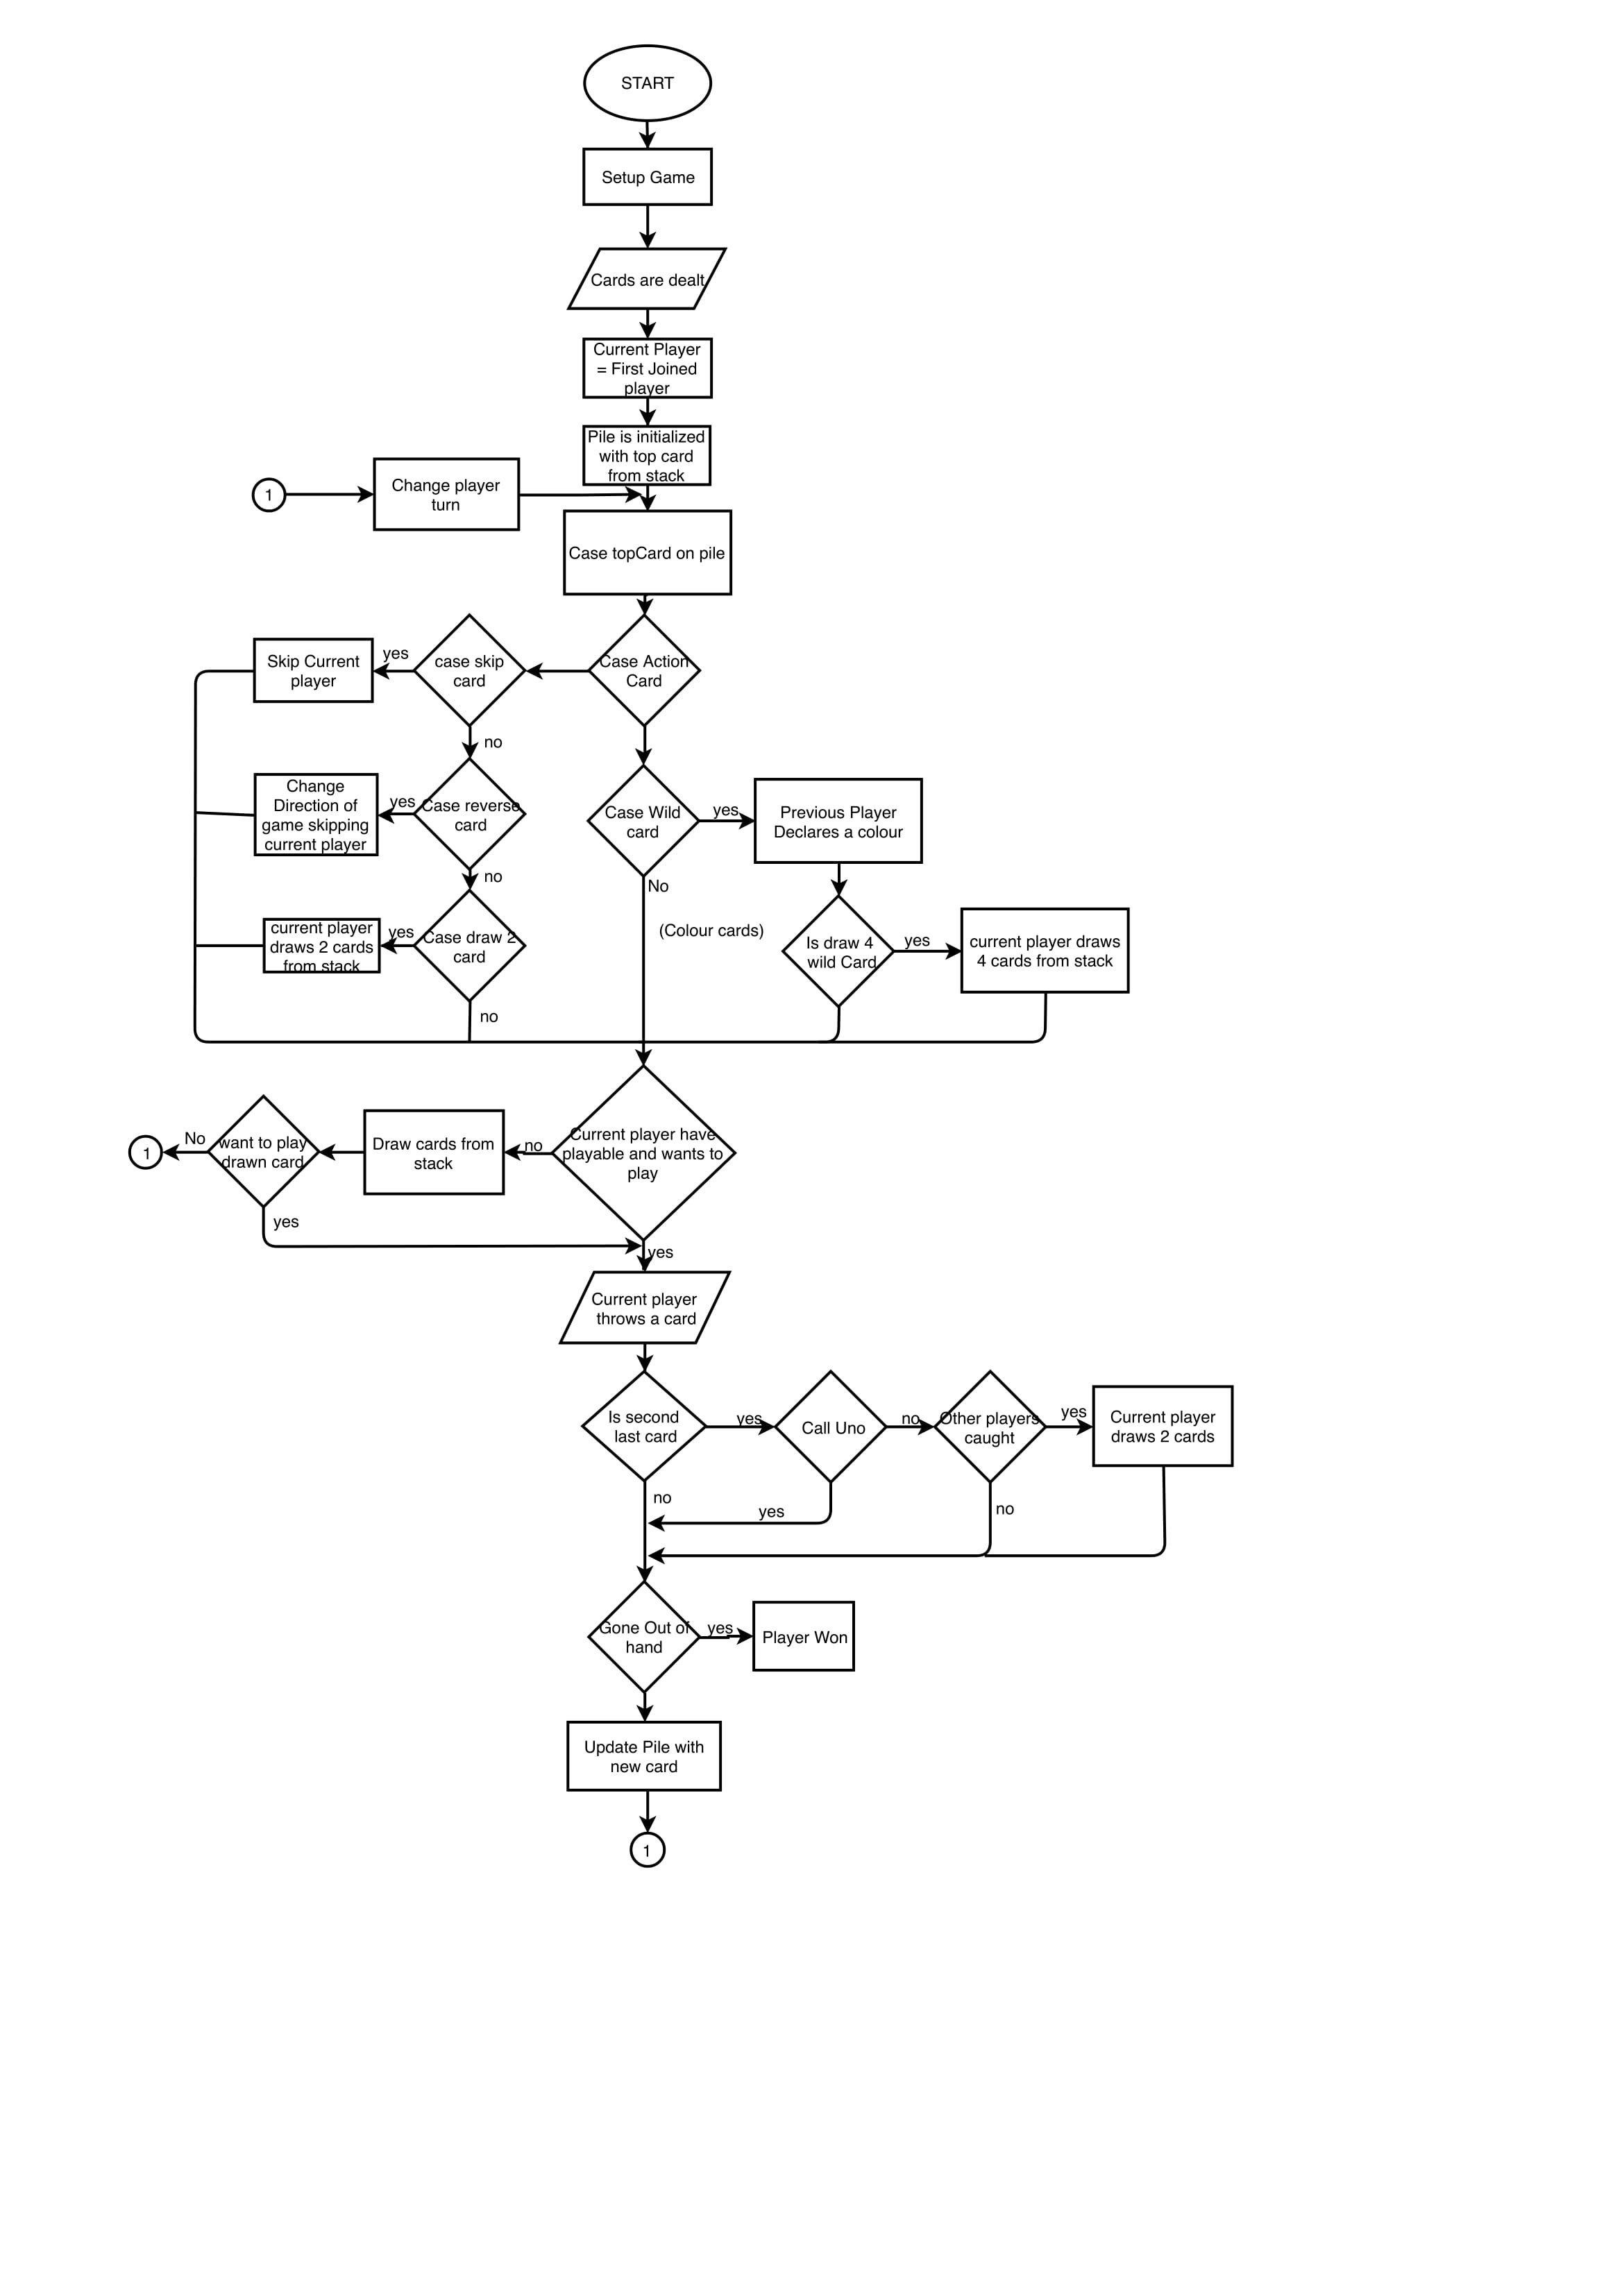 START
Setup Game
Cards are dealt
Current Player
= First Joined
player
Pile is initialized
with top card
from stack
1
Change player
turn
Case topCard on pile
Skip Current
player
yes
case skip
card
Case Action
Card
no
Change
Direction of
game skipping
current player
yes
Case reverse
card
Case Wild
card
yes
Previous Player
Declares a colour
no
No
(Colour cards)
current player
draws 2 cards
from stack
yes
Case draw 2
card
Is draw 4
wild Card
yes
current player draws
4 cards from stack
no
1
No
want to play
drawn card
Draw cards from
stack
no
Current player have
playable and wants to
play
yes
yes
Current player
throws a card
Is second
last card
yes
Call Uno
no
Other players
caught
yes
Current player
draws 2 cards
no
yes
no
Gone Out of
hand
yes
Player Won
Update Pile with
new card
1